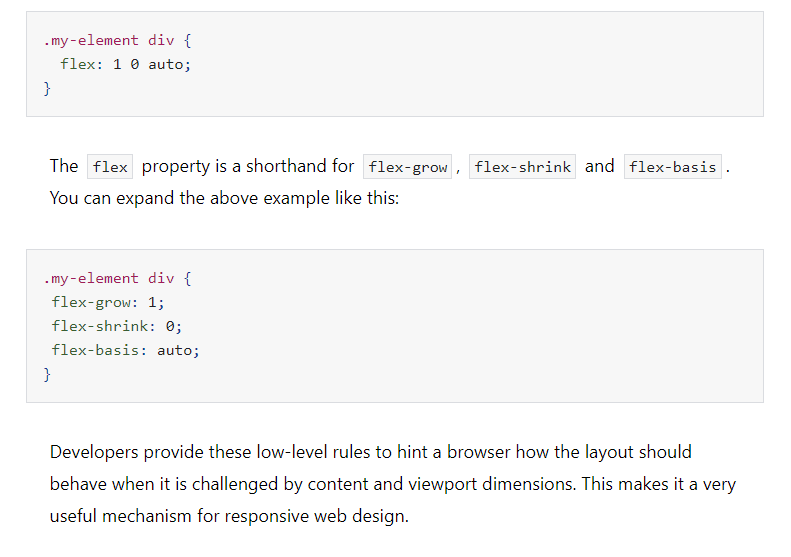 .my-element div {
flex: 1 0 auto;
}
The flex property is a shorthand for flex-grow, flex-shrink and flex-basis.
You can expand the above example like this:
.my-element div {
flex-grow: 1;
flex-shrink: 0;
flex-basis: auto;
}
Developers provide these low-level rules to hint a browser how the layout should
behave when it is challenged by content and viewport dimensions. This makes it a very
useful mechanism for responsive web design.